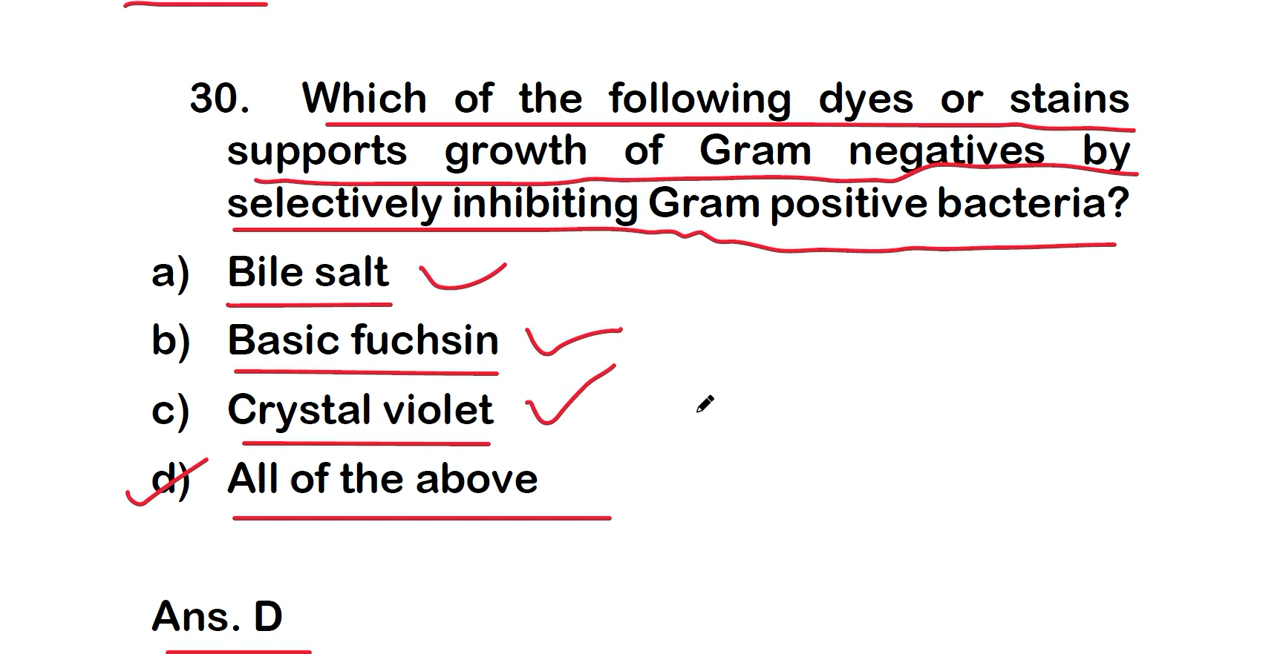 30. Which of the following dyes or stains
supports growth of Gram negatives by
selectively inhibiting Gram positive bacteria?
a) Bile salt
b) Basic fuchsin
c) Crystal violet
d) All of the above
Ans. D